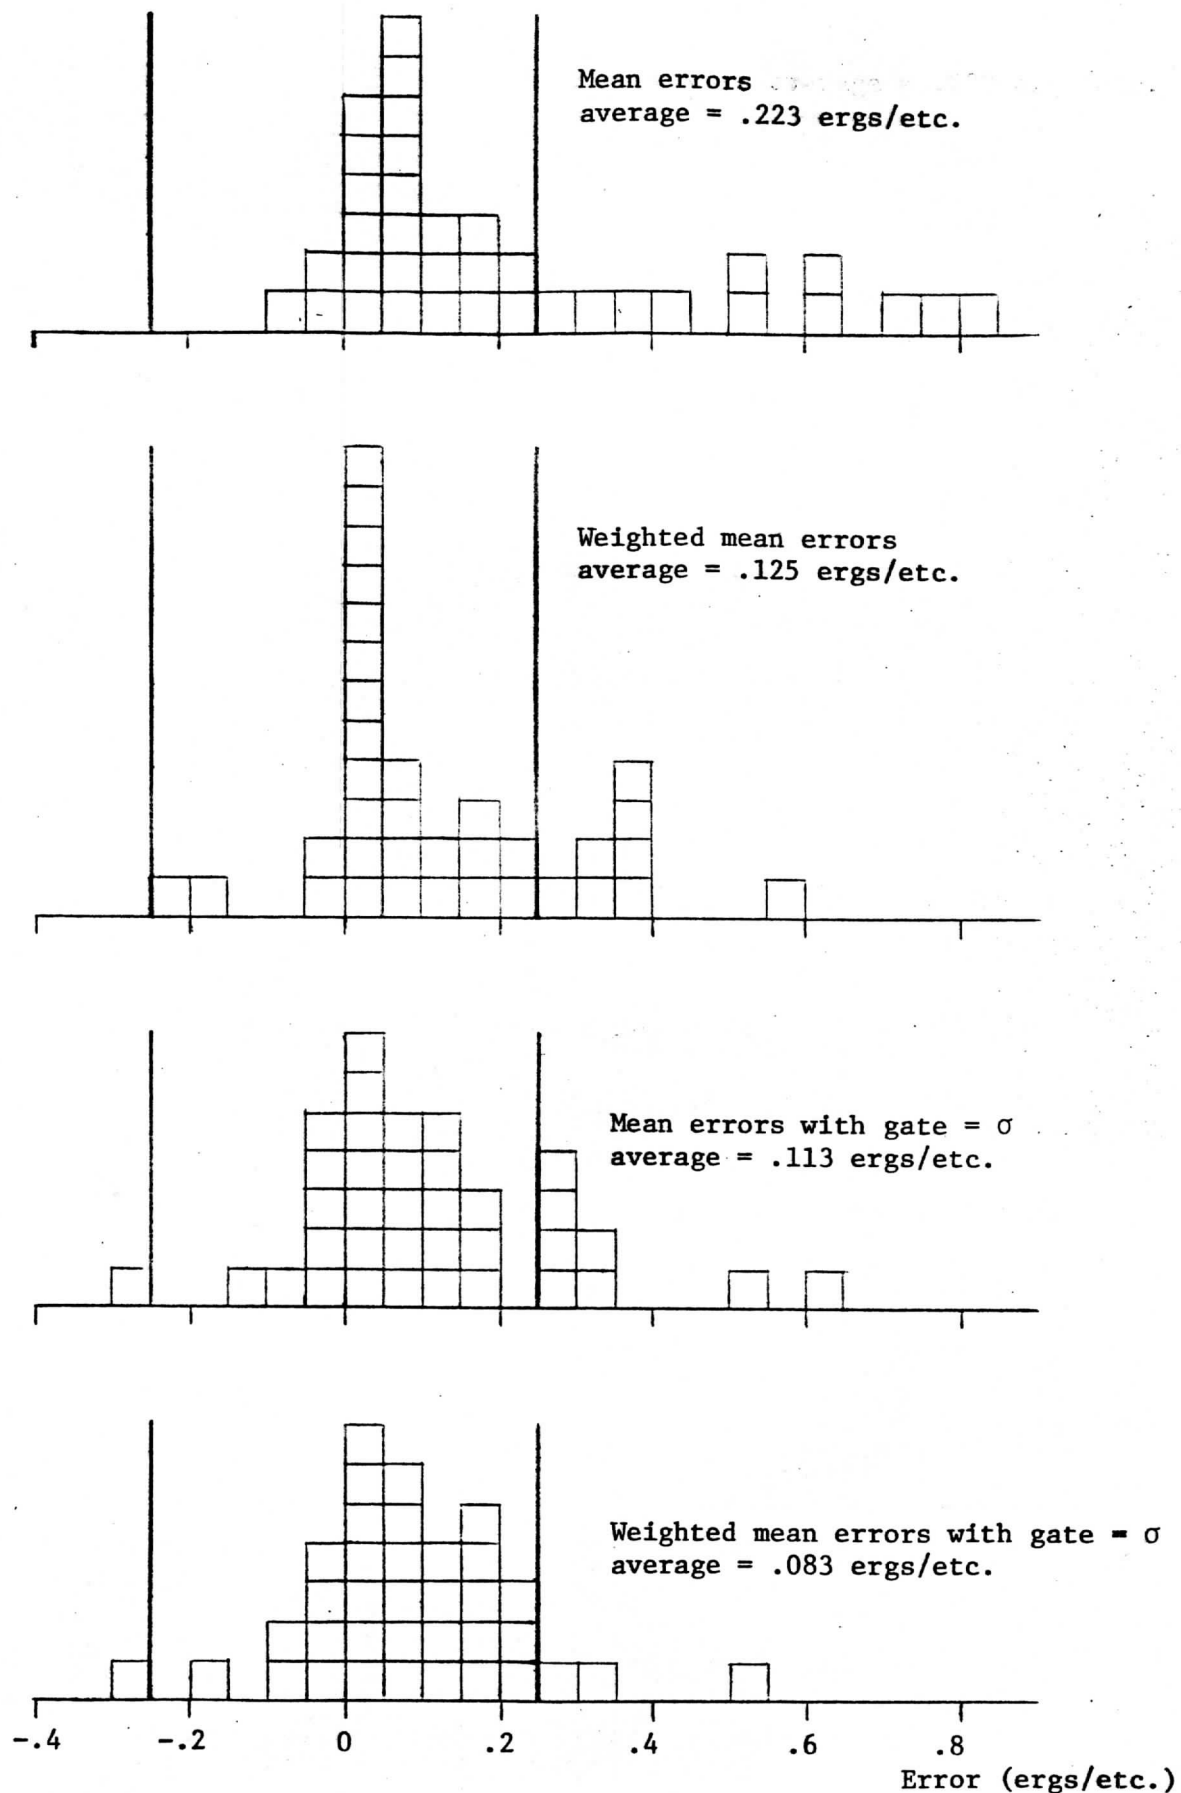 Mean errors
average = .223 ergs/etc.
Weighted mean errors
average = .125 ergs/etc.
Mean errors with gate = σ
average = .113 ergs/etc.
Weighted mean errors with gate = σ
average = .083 ergs/etc.
-.4 -.2 0 .2 .4 .6 .8
Error (ergs/etc.)